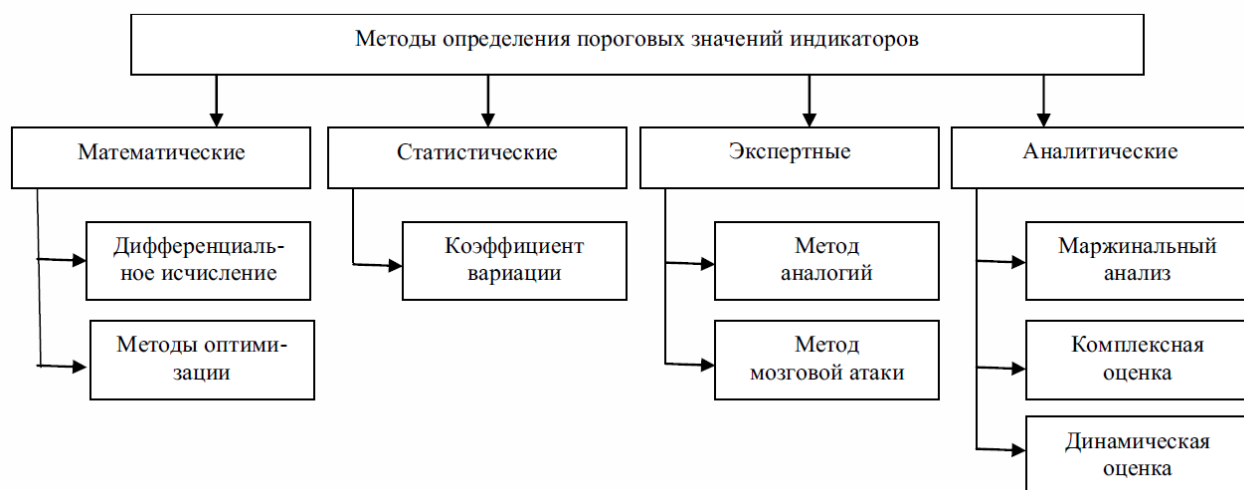 Методы определения пороговых значений индикаторов
Математические
Статистические
Экспертные
Аналитические
Дифференциаль-
ное исчисление
Коэффициент
вариации
Метод
аналогий
Маржинальный
анализ
Методы оптими-
зации
Метод
мозговой атаки
Комплексная
оценка
Динамическая
оценка